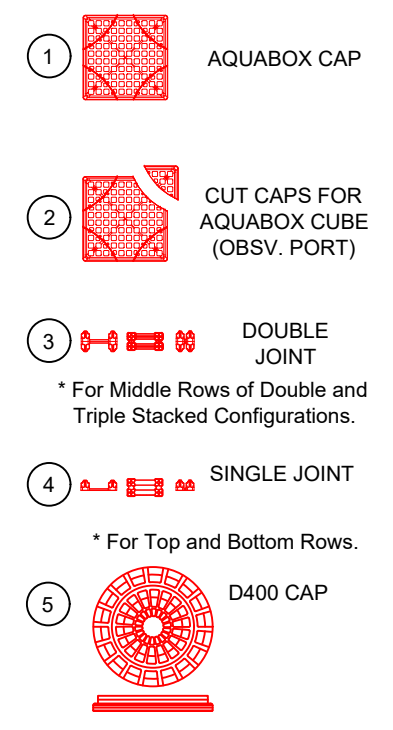 1
AQUABOX CAP
2
CUT CAPS FOR
AQUABOX CUBE
(OBSV. PORT)
3
DOUBLE
JOINT
* For Middle Rows of Double and
Triple Stacked Configurations.
4
SINGLE JOINT
* For Top and Bottom Rows.
5
D400 CAP